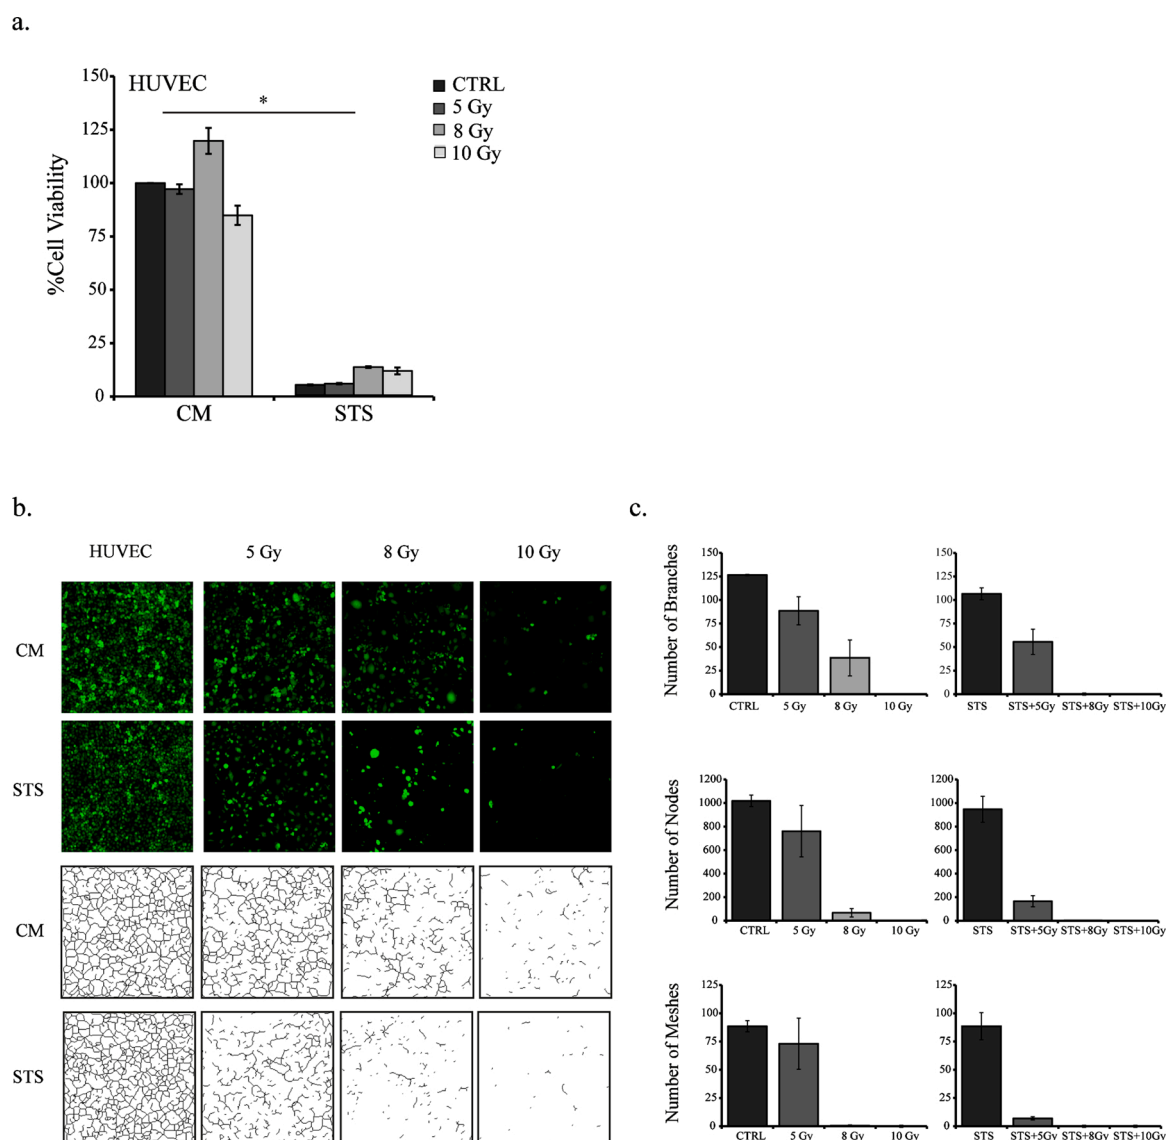 a.
HUVEC
*
CTRL
5 Gy
8 Gy
10 Gy
%Cell Viability
150
125
100
75
50
25
0
CM
STS
b.
HUVEC
5 Gy
8 Gy
10 Gy
CM
STS
CM
STS
c.
Number of Branches
150
125
100
75
50
25
0
CTRL
5 Gy
8 Gy
10 Gy
150
125
100
75
50
25
0
STS
STS+5Gy
STS+8Gy
STS+10Gy
Number of Nodes
1200
1000
800
600
400
200
0
CTRL
5 Gy
8 Gy
10 Gy
1200
1000
800
600
400
200
0
STS
STS+5Gy
STS+8Gy
STS+10Gy
Number of Meshes
125
100
75
50
25
0
CTRL
5 Gy
8 Gy
10 Gy
125
100
75
50
25
0
STS
STS+5Gy
STS+8Gy
STS+10Gy